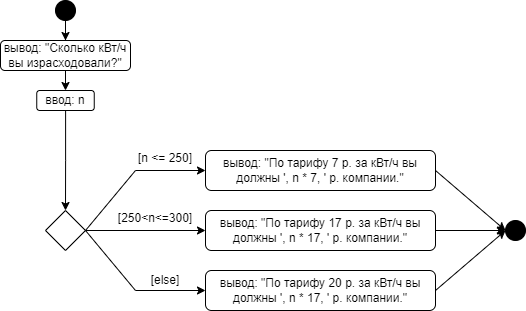 вывод: "Сколько кВт/ч
вы израсходовали?"
ввод: n
[n <= 250]
вывод: "По тарифу 7 р. за кВт/ч вы
должны ', n * 7, ' р. компании."
[250<n<=300]
вывод: "По тарифу 17 р. за кВт/ч вы
должны ', n * 17, ' р. компании."
[else]
вывод: "По тарифу 20 р. за кВт/ч вы
должны ', n * 17, ' р. компании."